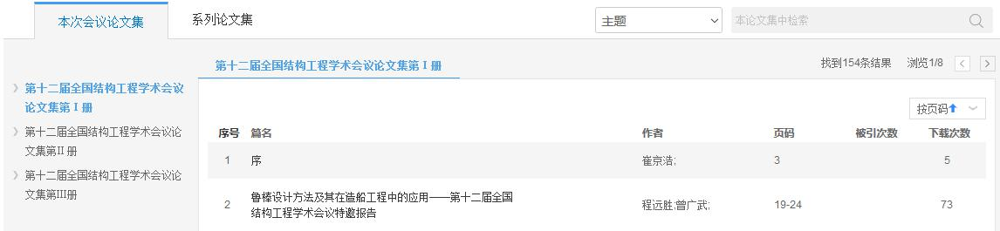 本次会议论文集
系列论文集
主题
本论文集中检索
第十二届全国结构工程学术会议论文集第Ⅰ册
找到154条结果
浏览1/8
第十二届全国结构工程学术会议
论文集第Ⅰ册
第十二届全国结构工程学术会议论
文集第II 册
第十二届全国结构工程学术会议论
文集第III册
按页码
序号 篇名 作者 页码 被引次数 下载次数
1 序 崔京浩; 3 5
2 鲁棒设计方法及其在造船工程中的应用——第十二届全国
结构工程学术会议特邀报告 程远胜;曾广武; 19-24 73